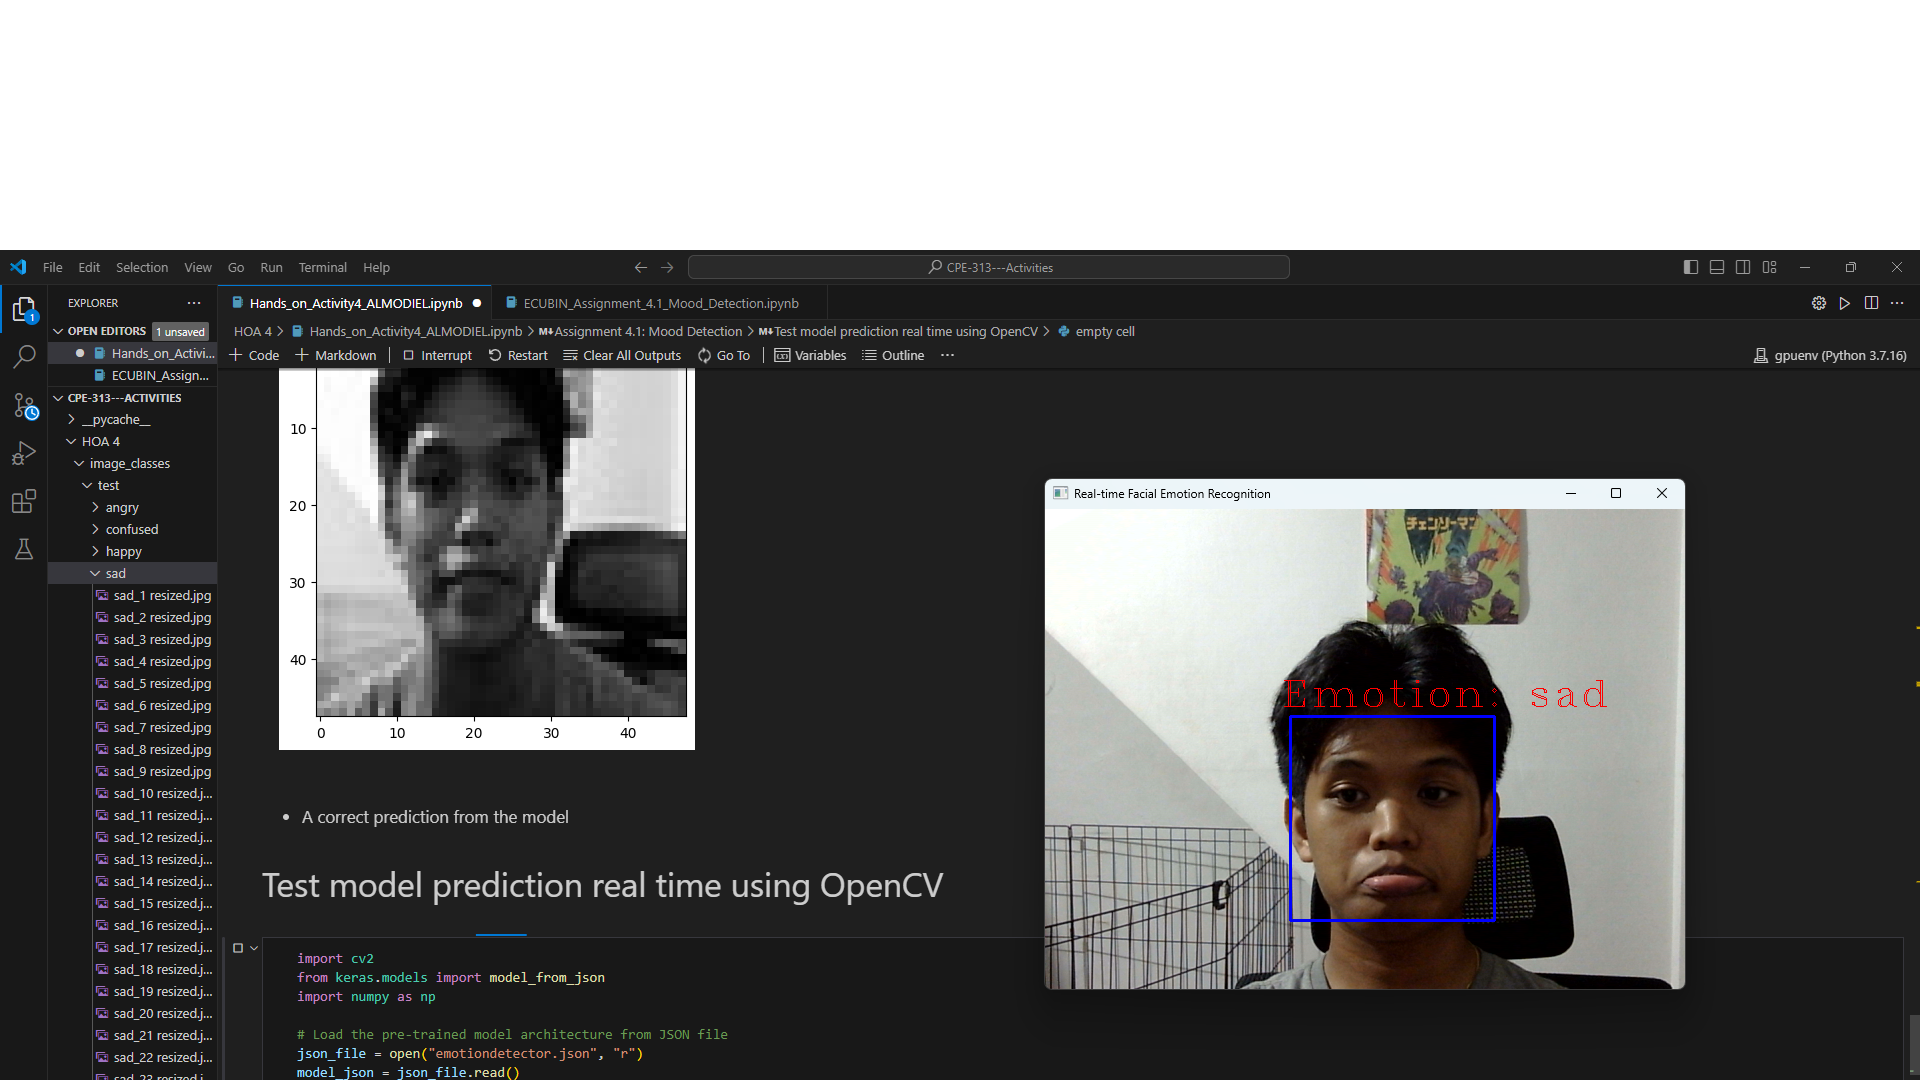 File Edit Selection View Go Run Terminal Help
CPE-313---Activities
EXPLORER
OPEN EDITORS 1 unsaved
Hands_on_Activi...
ECUBIN_Assign...
CPE-313---ACTIVITIES
__pycache__
HOA 4
image_classes
test
angry
confused
happy
sad
sad_1 resized.jpg
sad_2 resized.jpg
sad_3 resized.jpg
sad_4 resized.jpg
sad_5 resized.jpg
sad_6 resized.jpg
sad_7 resized.jpg
sad_8 resized.jpg
sad_9 resized.jpg
sad_10 resized.j...
sad_11 resized.j...
sad_12 resized.j...
sad_13 resized.j...
sad_14 resized.j...
sad_15 resized.j...
sad_16 resized.j...
sad_17 resized.j...
sad_18 resized.j...
sad_19 resized.j...
sad_20 resized.j...
sad_21 resized.j...
sad_22 resized.j...
sad_23 resized.j...
Hands_on_Activity4_ALMODIEL.ipynb ECUBIN_Assignment_4.1_Mood_Detection.ipynb
HOA 4 > Hands_on_Activity4_ALMODIEL.ipynb > M↓Assignment 4.1: Mood Detection > M↓Test model prediction real time using OpenCV > empty cell
+ Code + Markdown | Interrupt Restart Clear All Outputs Go To | Variables Outline ...
gpuenv (Python 3.7.16)
10
20
30
40
0 10 20 30 40
• A correct prediction from the model
Test model prediction real time using OpenCV
import cv2
from keras.models import model_from_json
import numpy as np
# Load the pre-trained model architecture from JSON file
json_file = open("emotiondetector.json", "r")
model_json = json_file.read()
Real-time Facial Emotion Recognition
チェンソーマン
Emotion: sad
1